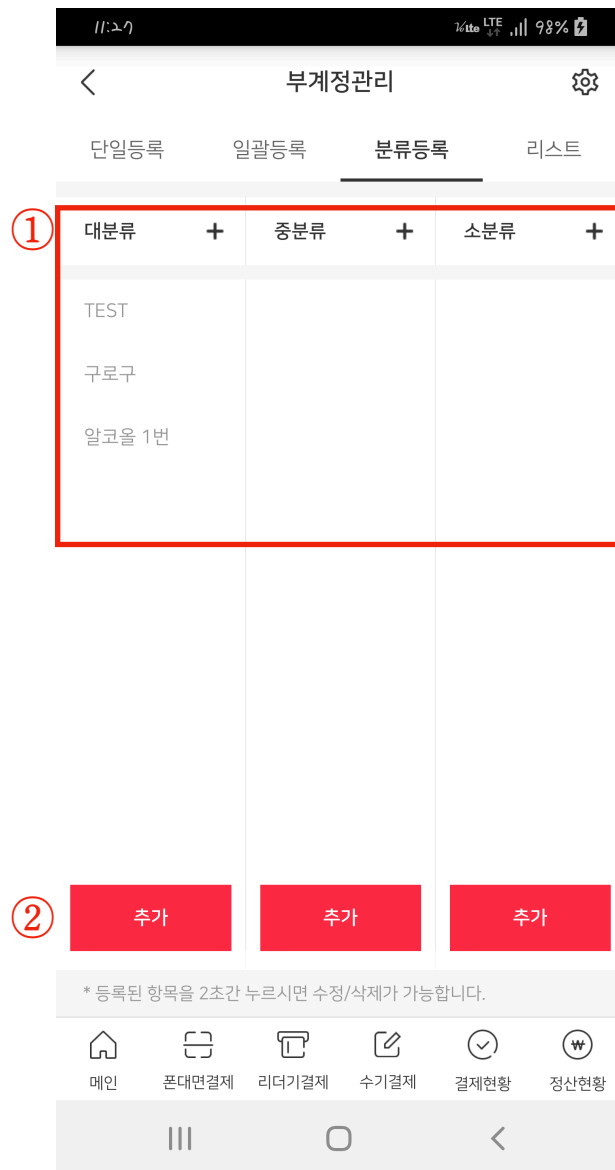 11:27 LTE 98%
부계정관리
단일등록 일괄등록 분류등록 리스트
① 대분류 + 중분류 + 소분류 +
TEST
구로구
알코올 1번
② 추가 추가 추가
* 등록된 항목을 2초간 누르시면 수정/삭제가 가능합니다.
메인 폰대면결제 리더기결제 수기결제 결제현황 정산현황